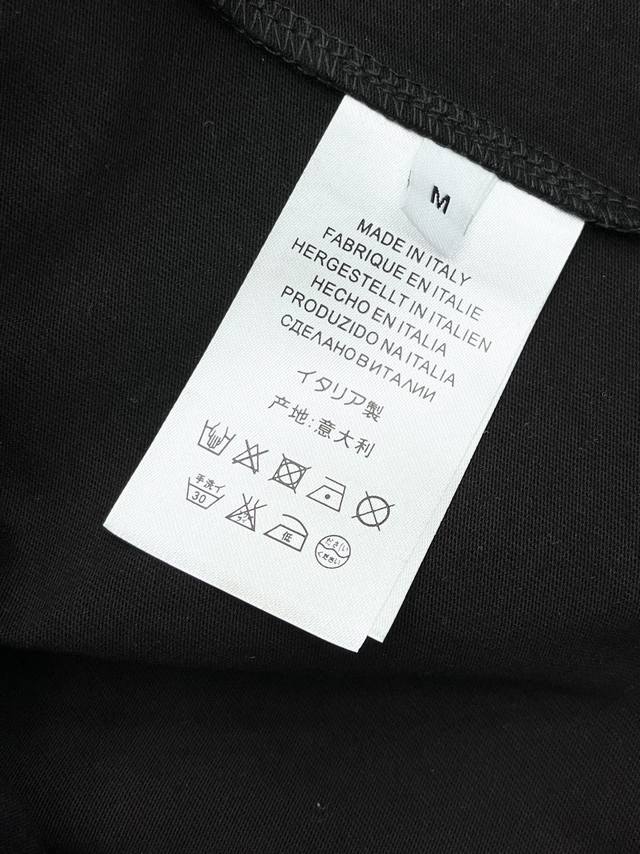 M
MADE IN ITALY
FABRIQUE EN ITALIE
HERGESTELLT IN ITALIEN
HECHO EN ITALIA
PRODUZIDO NA ITALIA
СДЕЛАНО В ИТАЛИИ
イタリア製
产地:意大利
手洗イ
30
低